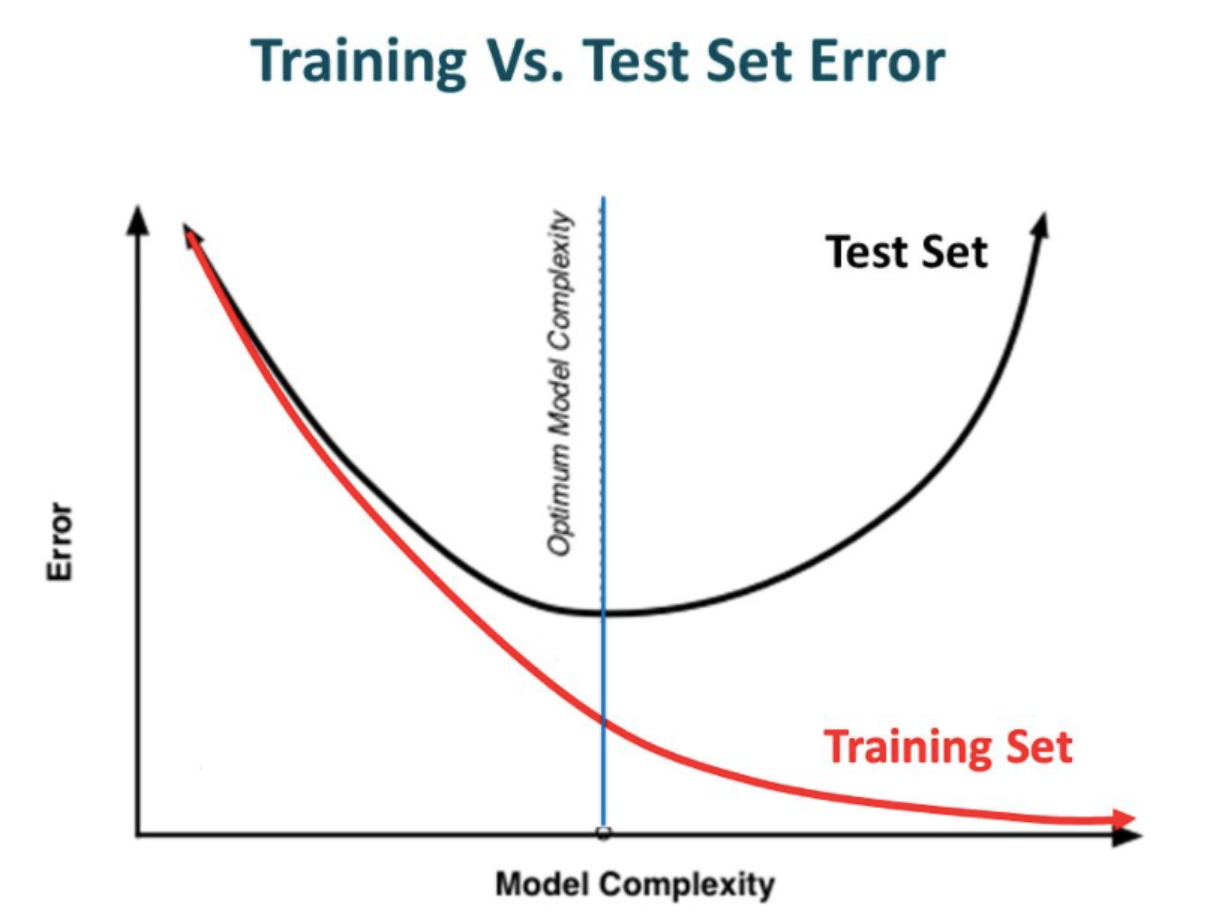 Training Vs. Test Set Error
Optimum Model Complexity
Test Set
Error
Training Set
Model Complexity